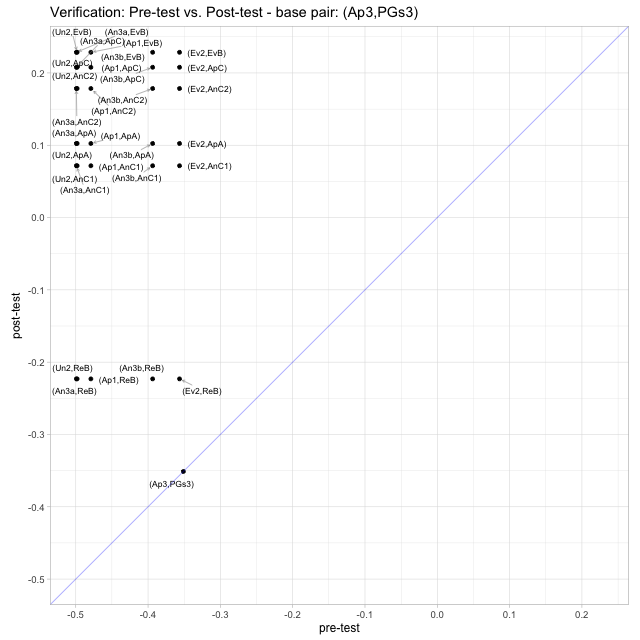 Verification: Pre-test vs. Post-test - base pair: (Ap3,PGs3)
(Un2,EvB)
(An3a,EvB)
(An3a,ApC)
(Ap1,EvB)
(Ev2,EvB)
(An3b,EvB)
(Un2,ApC)
(Ap1,ApC)
(Ev2,ApC)
(Un2,AnC2)
(An3b,ApC)
(Ev2,AnC2)
(An3b,AnC2)
(Ap1,AnC2)
(An3a,AnC2)
(An3a,ApA)
(Ap1,ApA)
(Ev2,ApA)
(Un2,ApA)
(An3b,ApA)
(Ap1,AnC1)
(Ev2,AnC1)
(Un2,AnC1)
(An3b,AnC1)
(An3a,AnC1)
(Un2,ReB)
(An3b,ReB)
(Ap1,ReB)
(An3a,ReB)
(Ev2,ReB)
(Ap3,PGs3)
0.2
0.1
0.0
-0.1
-0.2
-0.3
-0.4
-0.5
post-test
-0.5
-0.4
-0.3
-0.2
-0.1
0.0
0.1
0.2
pre-test